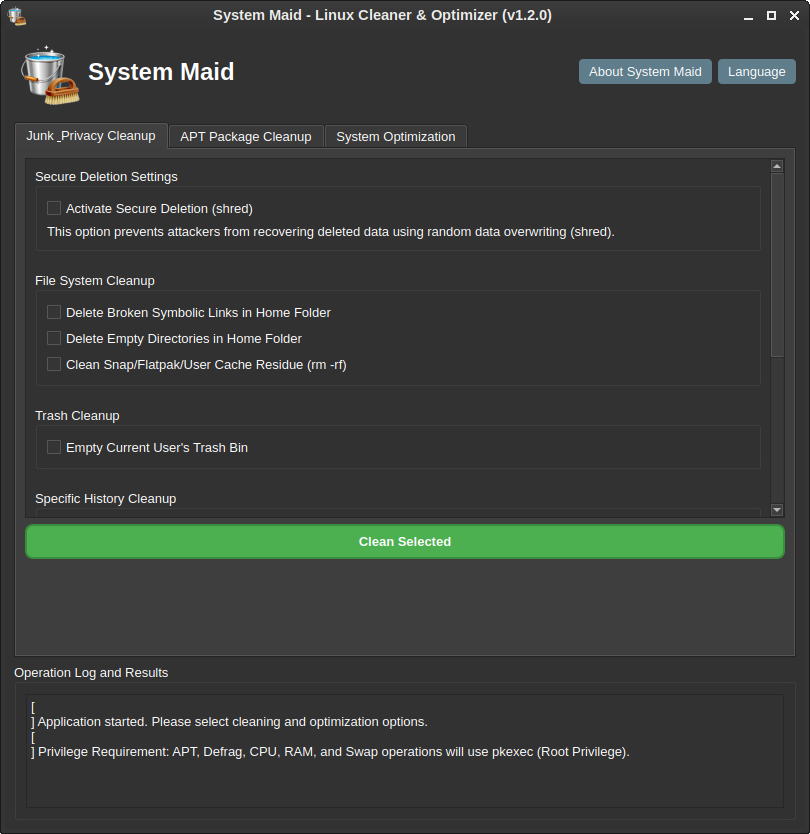 System Maid - Linux Cleaner & Optimizer (v1.2.0)
System Maid
About System Maid
Language
Junk _Privacy Cleanup
APT Package Cleanup
System Optimization
Secure Deletion Settings
Activate Secure Deletion (shred)
This option prevents attackers from recovering deleted data using random data overwriting (shred).
File System Cleanup
Delete Broken Symbolic Links in Home Folder
Delete Empty Directories in Home Folder
Clean Snap/Flatpak/User Cache Residue (rm -rf)
Trash Cleanup
Empty Current User's Trash Bin
Specific History Cleanup
Clean Selected
Operation Log and Results
[
] Application started. Please select cleaning and optimization options.
[
] Privilege Requirement: APT, Defrag, CPU, RAM, and Swap operations will use pkexec (Root Privilege).